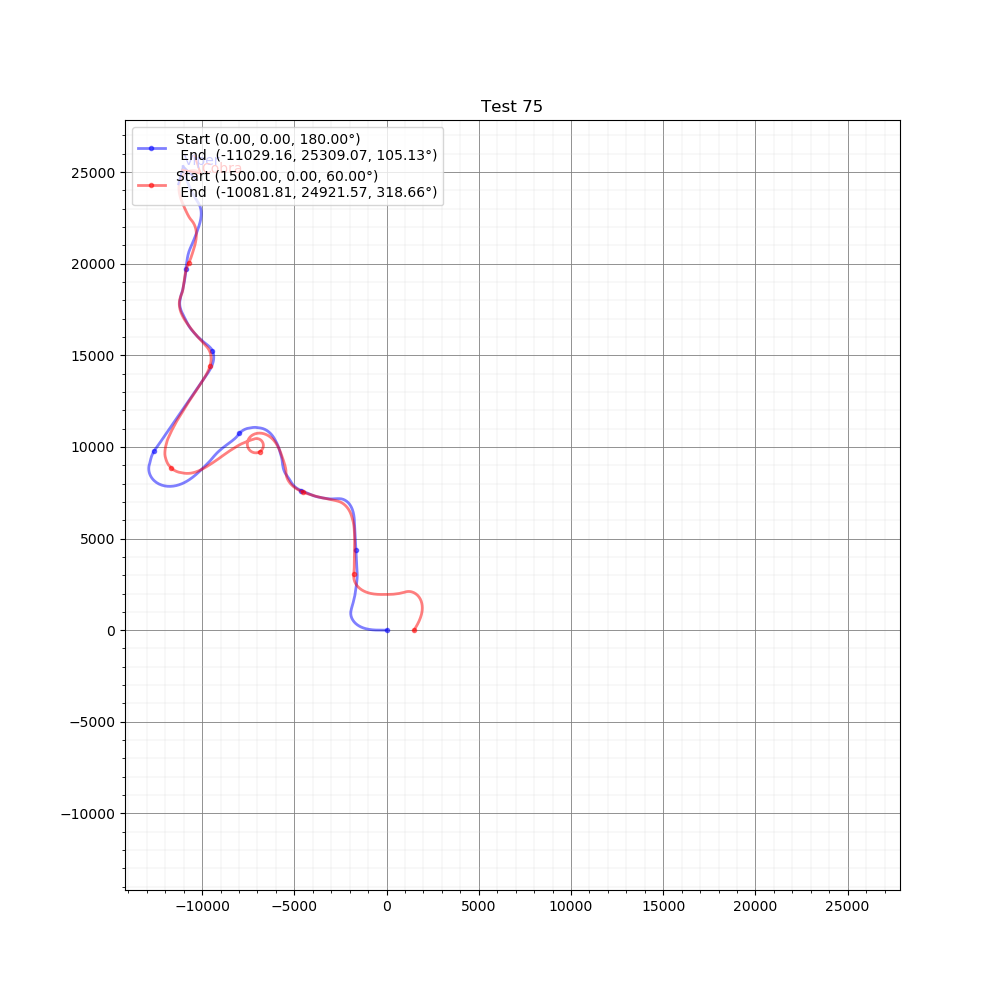 Test 75
Start (0.00, 0.00, 180.00°)
End (-11029.16, 25309.07, 105.13°)
Start (1500.00, 0.00, 60.00°)
End (-10081.81, 24921.57, 318.66°)
25000
20000
15000
10000
5000
0
−5000
−10000
−10000 −5000 0 5000 10000 15000 20000 25000